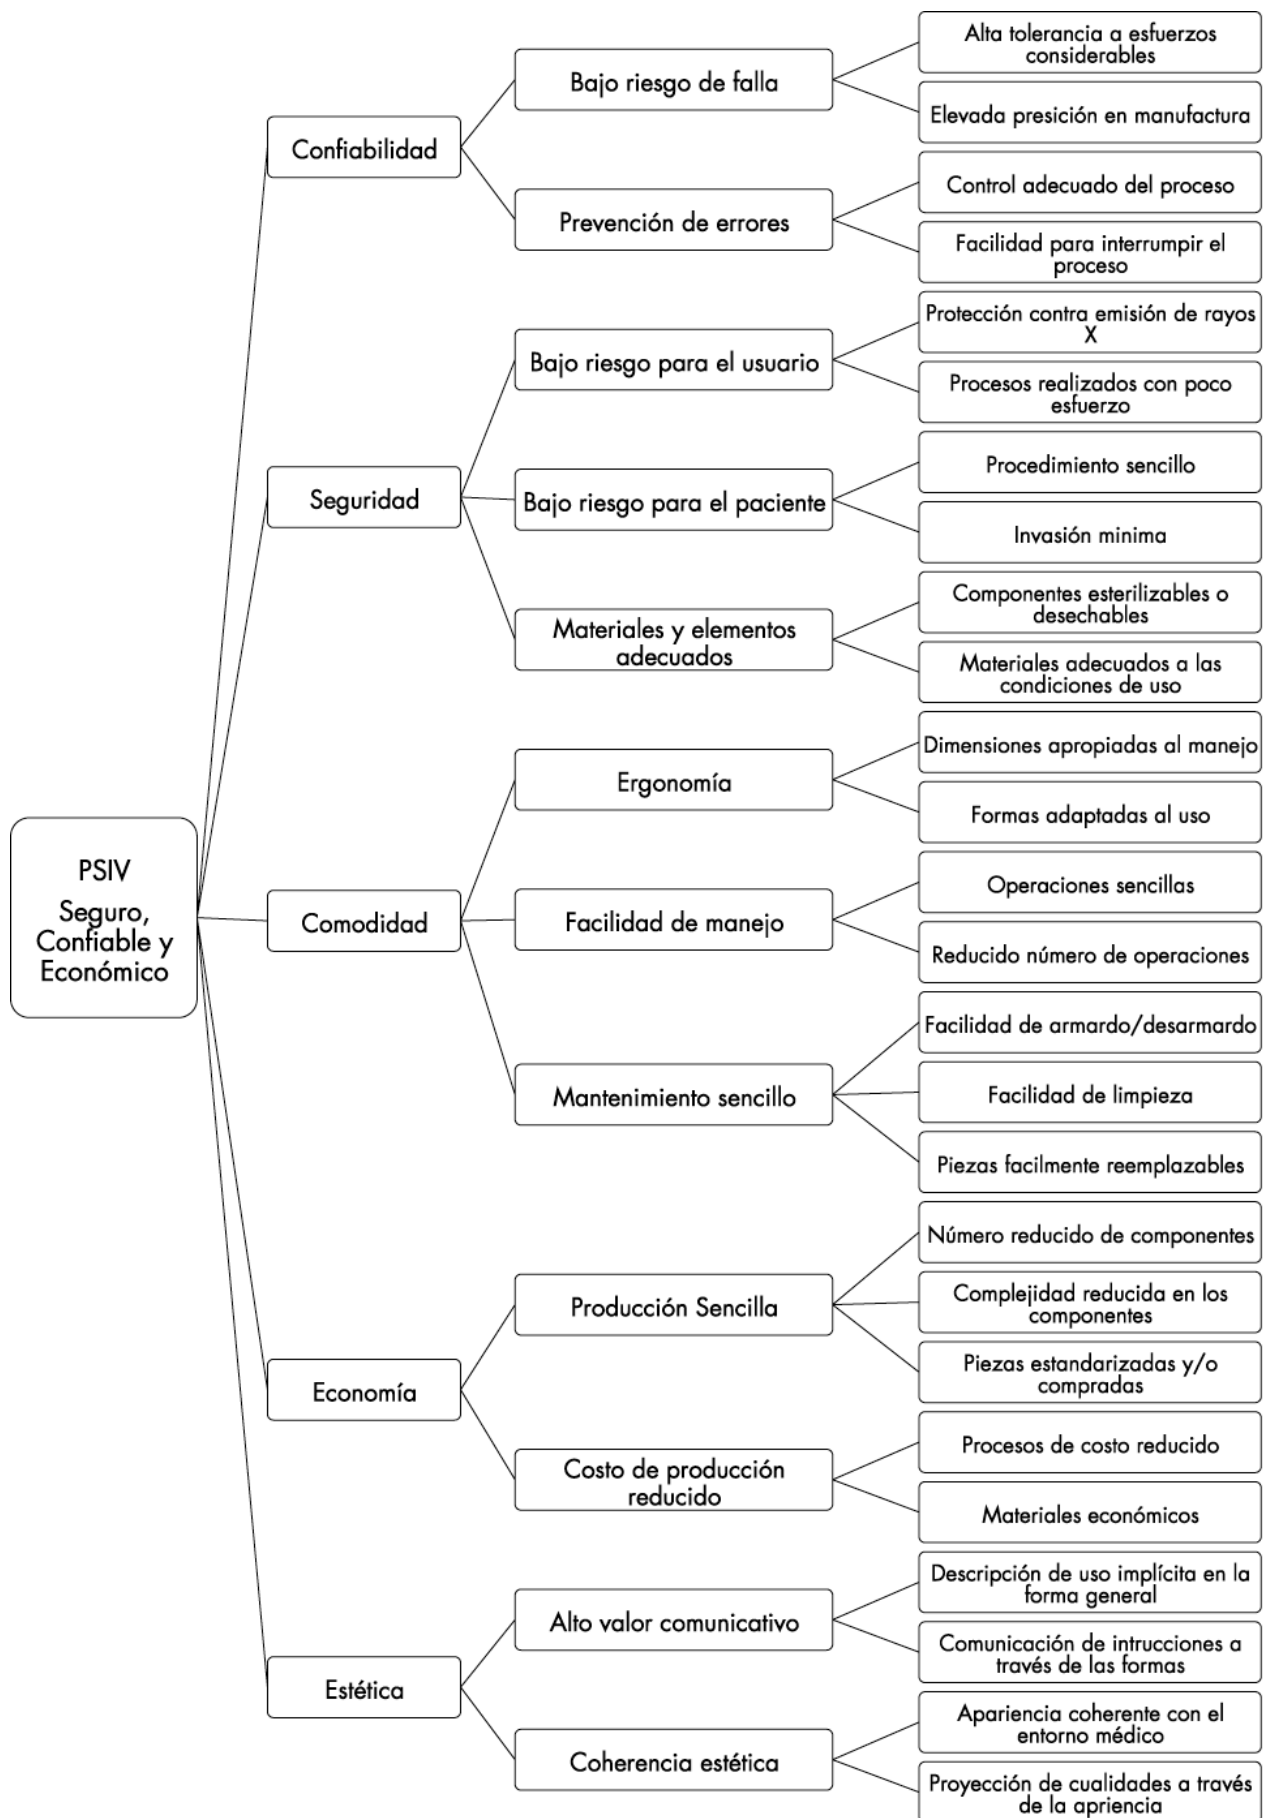 PSIV
Seguro,
Confiable y
Económico
Confiabilidad
Bajo riesgo de falla
Alta tolerancia a esfuerzos
considerables
Elevada presición en manufactura
Prevención de errores
Control adecuado del proceso
Facilidad para interrumpir el
proceso
Seguridad
Bajo riesgo para el usuario
Protección contra emisión de rayos
X
Procesos realizados con poco
esfuerzo
Bajo riesgo para el paciente
Procedimiento sencillo
Invasión minima
Materiales y elementos
adecuados
Componentes esterilizables o
desechables
Materiales adecuados a las
condiciones de uso
Comodidad
Ergonomía
Dimensiones apropiadas al manejo
Formas adaptadas al uso
Facilidad de manejo
Operaciones sencillas
Reducido número de operaciones
Mantenimiento sencillo
Facilidad de armardo/desarmardo
Facilidad de limpieza
Piezas facilmente reemplazables
Economía
Producción Sencilla
Número reducido de componentes
Complejidad reducida en los
componentes
Piezas estandarizadas y/o
compradas
Costo de producción
reducido
Procesos de costo reducido
Materiales económicos
Estética
Alto valor comunicativo
Descripción de uso implícita en la
forma general
Comunicación de intrucciones a
través de las formas
Coherencia estética
Apariencia coherente con el
entorno médico
Proyección de cualidades a través
de la apriencia